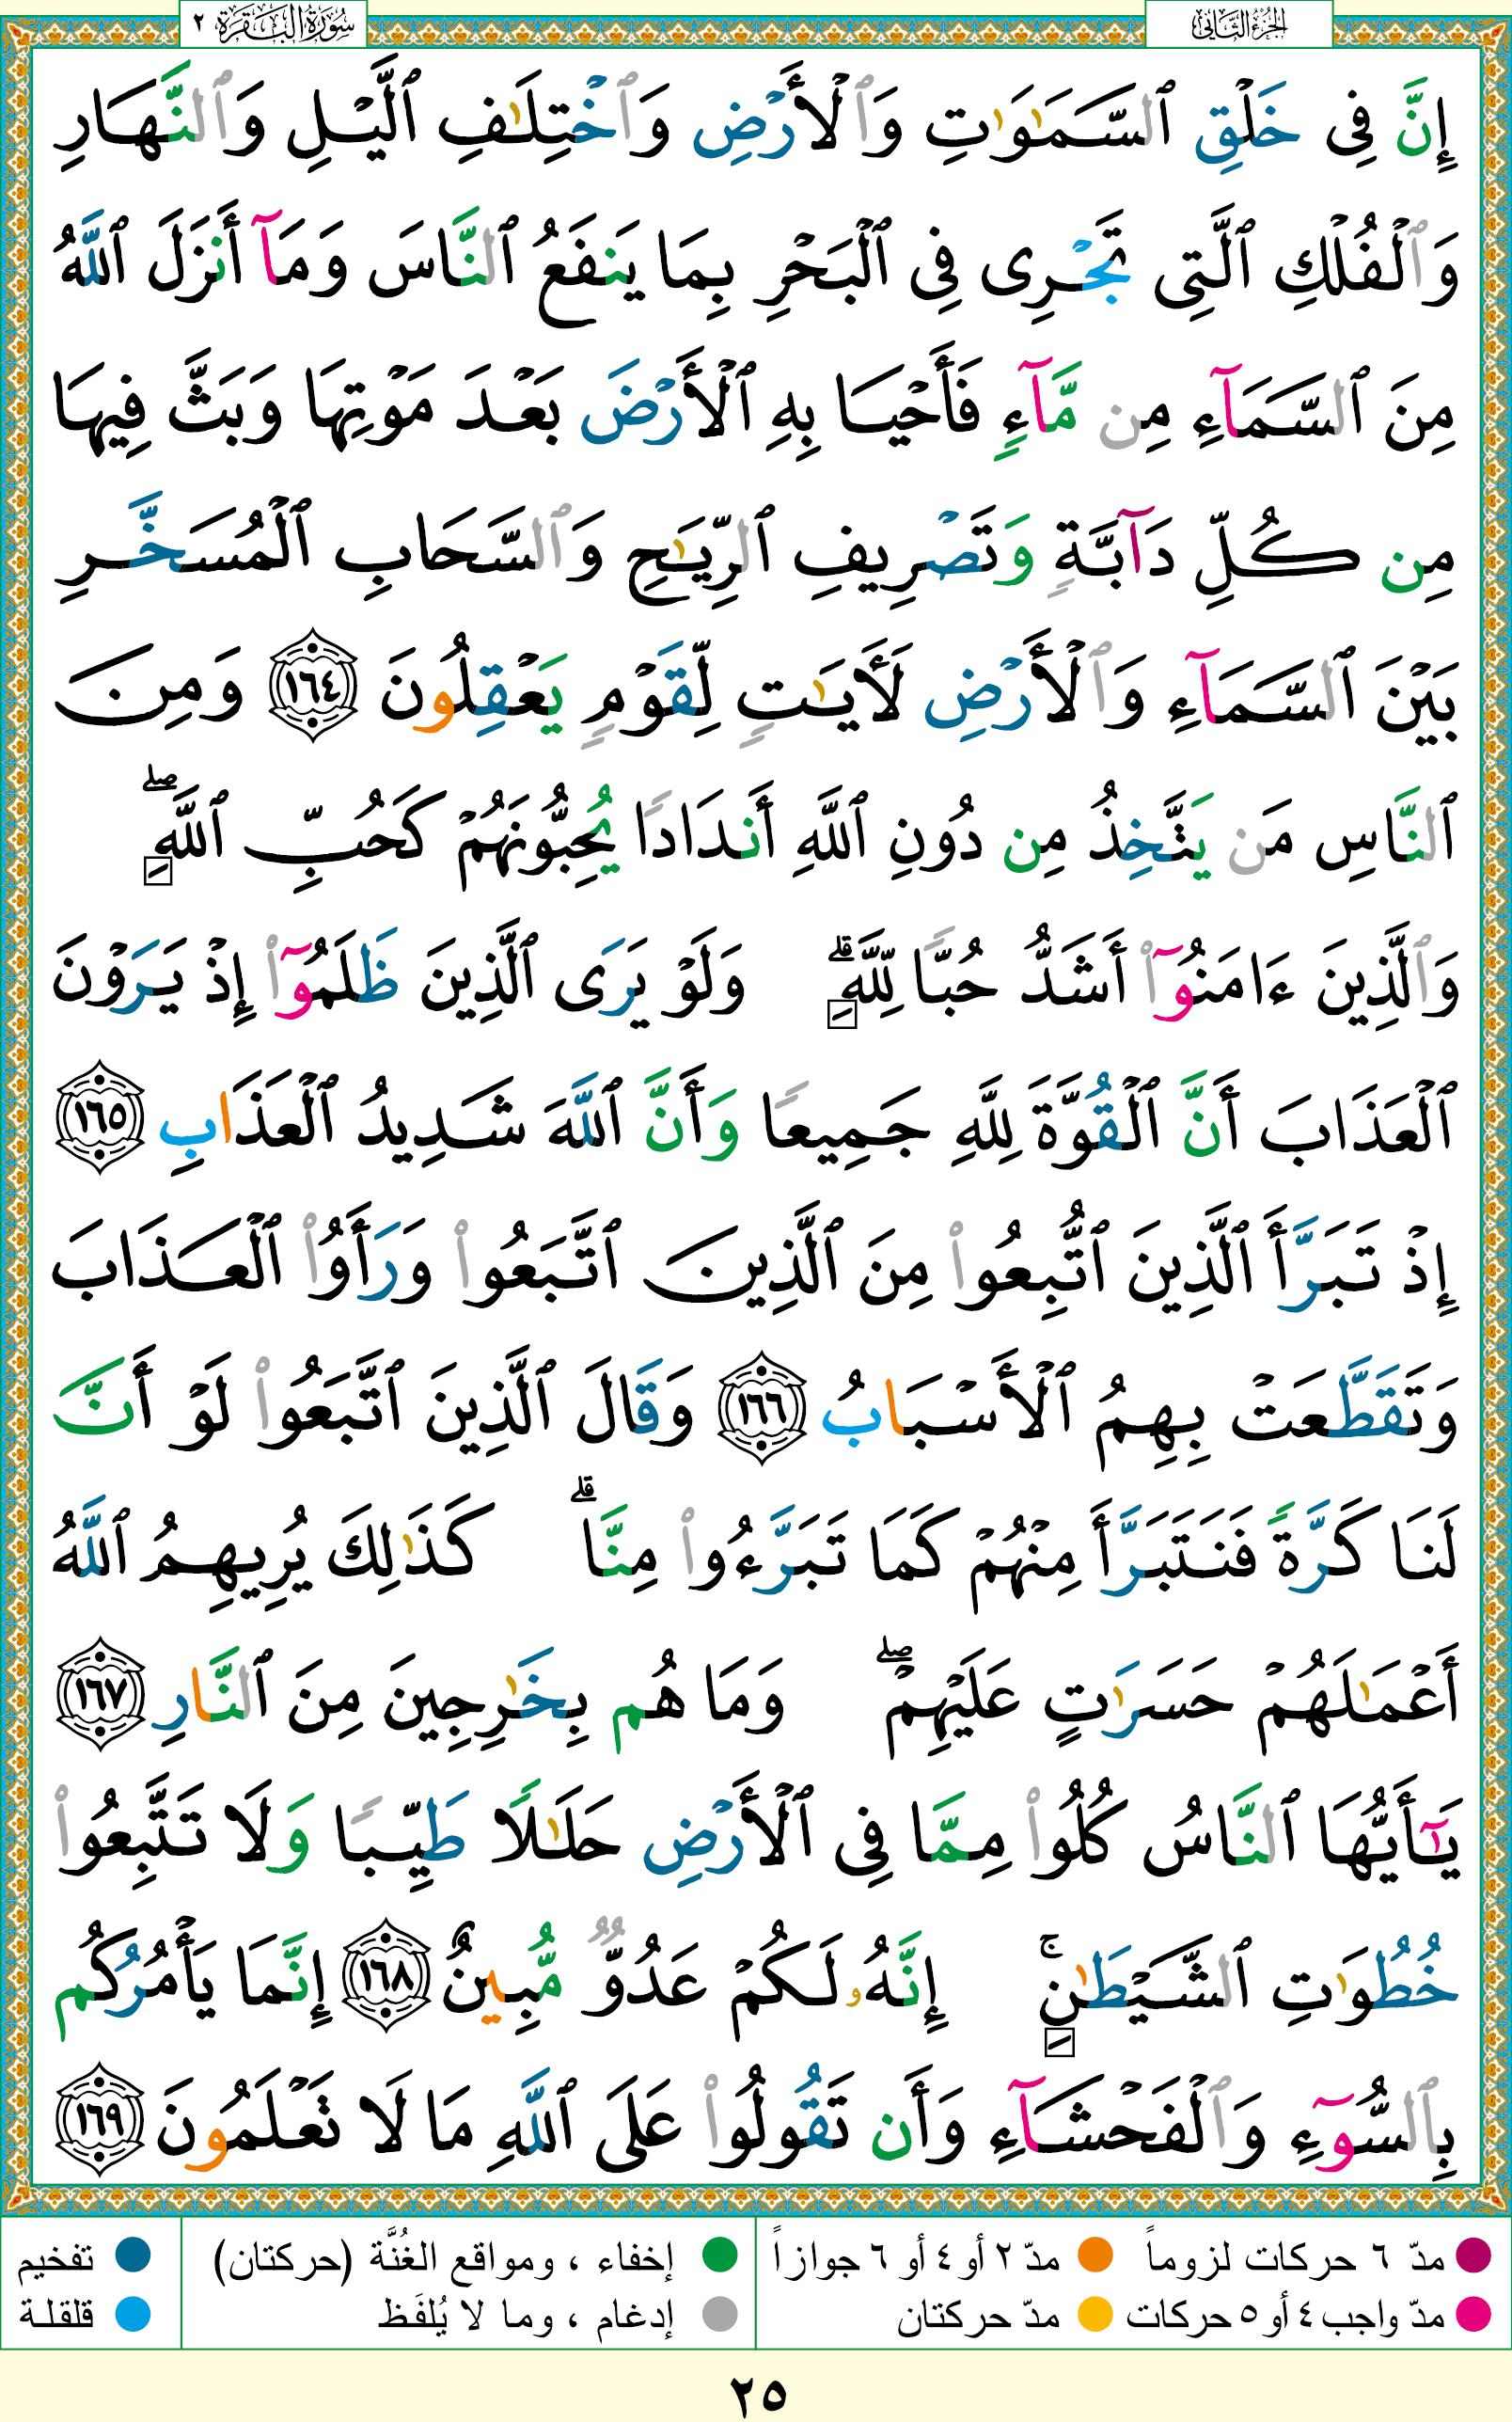 الجزء الثاني
سورة البقرة ٢
إِنَّ فِى خَلْقِ ٱلسَّمَـٰوَٰتِ وَٱلْأَرْضِ وَٱخْتِلَـٰفِ ٱلَّيْلِ وَٱلنَّهَارِ
وَٱلْفُلْكِ ٱلَّتِى تَجْرِى فِى ٱلْبَحْرِ بِمَا يَنفَعُ ٱلنَّاسَ وَمَآ أَنزَلَ ٱللَّهُ
مِنَ ٱلسَّمَآءِ مِن مَّآءٍ فَأَحْيَا بِهِ ٱلْأَرْضَ بَعْدَ مَوْتِهَا وَبَثَّ فِيهَا
مِن كُلِّ دَآبَّةٍ وَتَصْرِيفِ ٱلرِّيَـٰحِ وَٱلسَّحَابِ ٱلْمُسَخَّرِ
بَيْنَ ٱلسَّمَآءِ وَٱلْأَرْضِ لَأَيَـٰتٍ لِّقَوْمٍ يَعْقِلُونَ ١٦٤ وَمِنَ
ٱلنَّاسِ مَن يَتَّخِذُ مِن دُونِ ٱللَّهِ أَندَادًا يُحِبُّونَهُمْ كَحُبِّ ٱللَّهِۖ
وَٱلَّذِينَ ءَامَنُوٓا۟ أَشَدُّ حُبًّا لِّلَّهِۗ وَلَوْ يَرَى ٱلَّذِينَ ظَلَمُوٓا۟ إِذْ يَرَوْنَ
ٱلْعَذَابَ أَنَّ ٱلْقُوَّةَ لِلَّهِ جَمِيعًا وَأَنَّ ٱللَّهَ شَدِيدُ ٱلْعَذَابِ ١٦٥
إِذْ تَبَرَّأَ ٱلَّذِينَ ٱتُّبِعُوا۟ مِنَ ٱلَّذِينَ ٱتَّبَعُوا۟ وَرَأَوُا۟ ٱلْعَذَابَ
وَتَقَطَّعَتْ بِهِمُ ٱلْأَسْبَابُ ١٦٦ وَقَالَ ٱلَّذِينَ ٱتَّبَعُوا۟ لَوْ أَنَّ
لَنَا كَرَّةً فَنَتَبَرَّأَ مِنْهُمْ كَمَا تَبَرَّءُوا۟ مِنَّاۗ كَذَٰلِكَ يُرِيهِمُ ٱللَّهُ
أَعْمَـٰلَهُمْ حَسَرَٰتٍ عَلَيْهِمْۖ وَمَا هُم بِخَـٰرِجِينَ مِنَ ٱلنَّارِ ١٦٧
يَـٰٓأَيُّهَا ٱلنَّاسُ كُلُوا۟ مِمَّا فِى ٱلْأَرْضِ حَلَـٰلًا طَيِّبًا وَلَا تَتَّبِعُوا۟
خُطُوَٰتِ ٱلشَّيْطَـٰنِۚ إِنَّهُۥ لَكُمْ عَدُوٌّ مُّبِينٌ ١٦٨ إِنَّمَا يَأْمُرُكُم
بِٱلسُّوٓءِ وَٱلْفَحْشَآءِ وَأَن تَقُولُوا۟ عَلَى ٱللَّهِ مَا لَا تَعْلَمُونَ ١٦٩
مدّ ٦ حركات لزوماً مدّ ٢ أو ٤ أو ٦ جوازاً إخفاء ، ومواقع الغُنَّة (حركتان) تفخيم
مدّ واجب ٤ أو ٥ حركات مدّ حركتان إدغام ، وما لا يُلفَظ قلقلة
٢٥